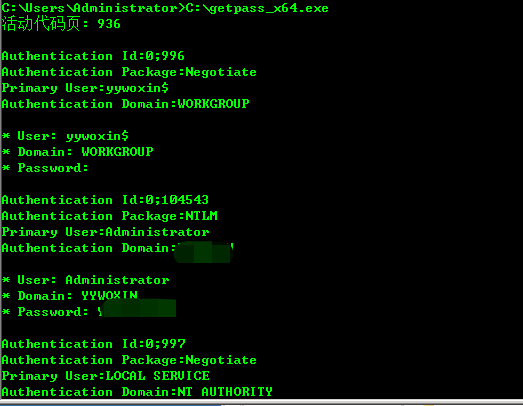 C:\Users\Administrator>C:\getpass_x64.exe
活动代码页: 936
Authentication Id:0;996
Authentication Package:Negotiate
Primary User:yywoxin$
Authentication Domain:WORKGROUP
* User: yywoxin$
* Domain: WORKGROUP
* Password:
Authentication Id:0;104543
Authentication Package:NTLM
Primary User:Administrator
Authentication Domain:
* User: Administrator
* Domain: YYWOXIN
* Password:
Authentication Id:0;997
Authentication Package:Negotiate
Primary User:LOCAL SERVICE
Authentication Domain:NT AUTHORITY